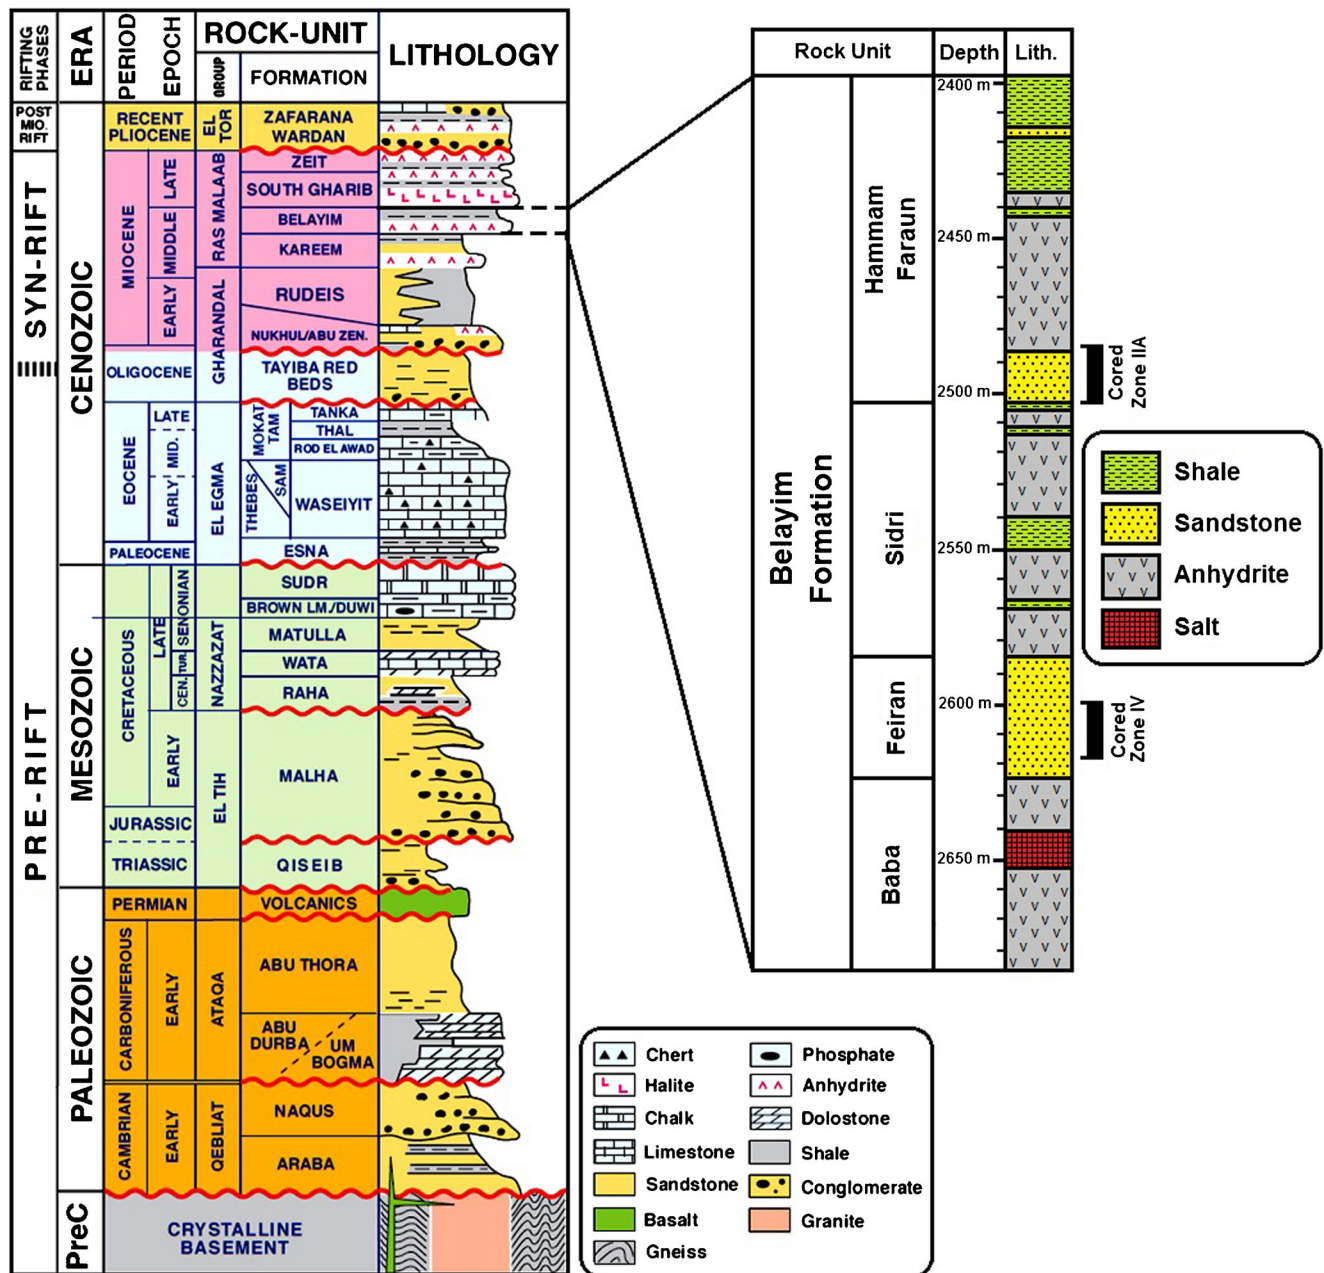 RIFTING PHASES
ERA
PERIOD
EPOCH
ROCK-UNIT
GROUP
FORMATION
LITHOLOGY
POST
MIO.
RIFT
SYN-RIFT
PRE-RIFT
CENOZOIC
MESOZOIC
PALEOZOIC
PreC
RECENT
PLIOCENE
MIOCENE
LATE
MIDDLE
EARLY
OLIGOCENE
EOCENE
LATE
MID.
EARLY
PALEOCENE
CRETACEOUS
LATE
SENONIAN
TUR.
CEN.
EARLY
JURASSIC
TRIASSIC
PERMIAN
CARBONIFEROUS
EARLY
CAMBRIAN
EARLY
EL TOR
RAS MALAAB
GHARANDAL
EL EGMA
NAZZAZAT
EL TIH
ATAQA
QEBLIAT
ZAFARANA
WARDAN
ZEIT
SOUTH GHARIB
BELAYIM
KAREEM
RUDEIS
NUKHUL/ABU ZEN.
TAYIBA RED
BEDS
MOKAT
TAM
TANKA
THAL
ROD EL AWAD
THEBES
SAM
WASEIYIT
ESNA
SUDR
BROWN LM./DUWI
MATULLA
WATA
RAHA
MALHA
QISEIB
VOLCANICS
ABU THORA
ABU
DURBA
UM
BOGMA
NAQUS
ARABA
CRYSTALLINE
BASEMENT
Rock Unit
Depth
Lith.
Belayim
Formation
Hammam
Faraun
Sidri
Feiran
Baba
2400 m
2450m
2500 m
2550 m
2600 m
2650 m
Cored
Zone IIA
Cored
Zone IV
Shale
Sandstone
Anhydrite
Salt
Chert
Phosphate
Halite
Anhydrite
Chalk
Dolostone
Limestone
Shale
Sandstone
Conglomerate
Basalt
Granite
Gneiss